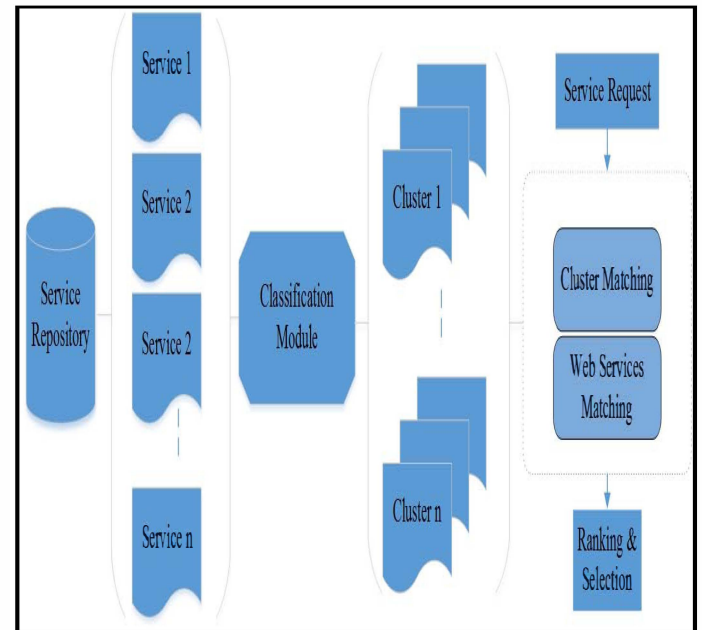 Service
Repository
Service 1
Service 2
Service 2
Service n
Classification
Module
Cluster 1
Cluster n
Service Request
Cluster Matching
Web Services
Matching
Ranking &
Selection